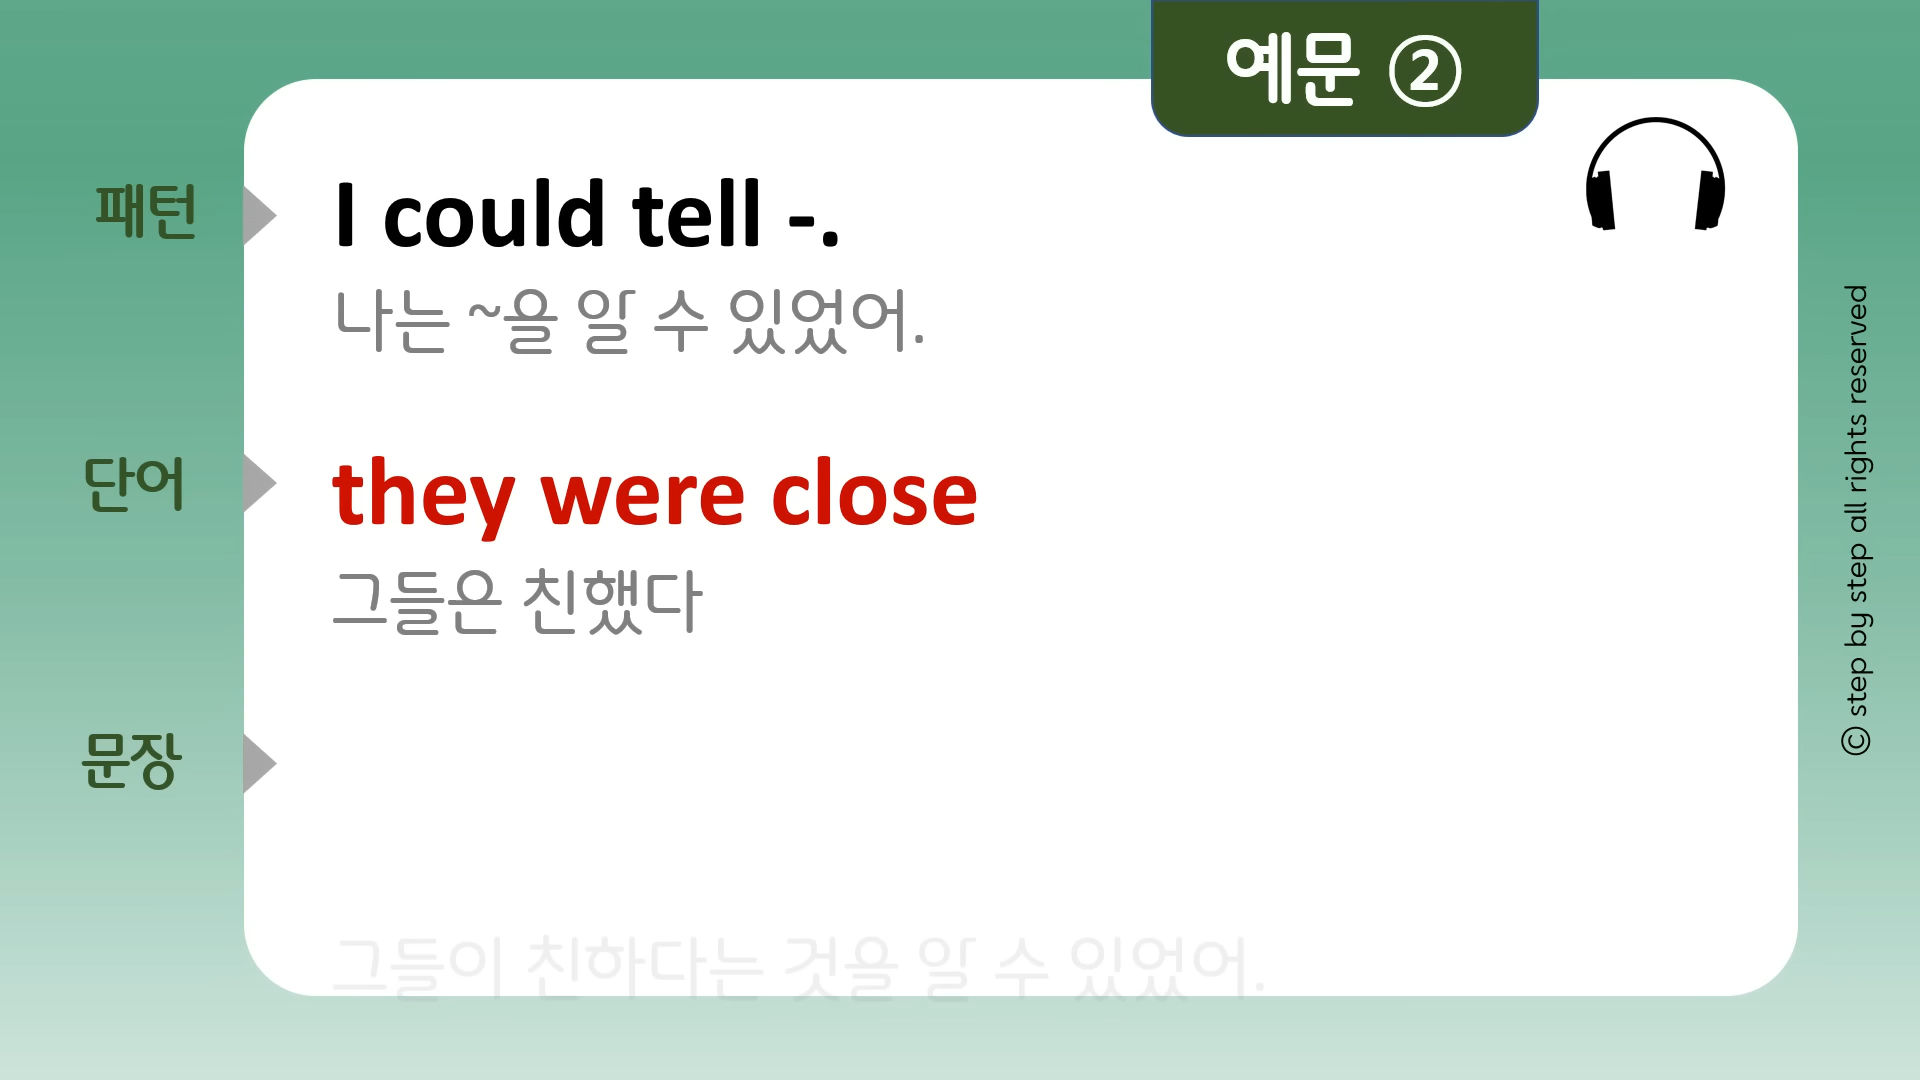 예문 ②
패턴
I could tell -.
나는 ~을 알 수 있었어.
단어
they were close
그들은 친했다
문장
그들이 친하다는 것을 알 수 있었어.
© step by step all rights reserved